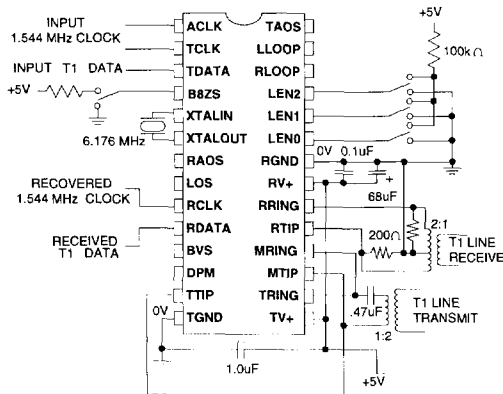 INPUT
1.544 MHz CLOCK
INPUT T1 DATA
+5V
6.176 MHz
RECOVERED
1.544 MHz CLOCK
RECEIVED
T1 DATA
0V
1.0uF
ACLK
TCLK
TDATA
B8ZS
XTALIN
XTALOUT
RAOS
LOS
RCLK
RDATA
BVS
DPM
TTIP
TGND
TAOS
LLOOP
RLOOP
LEN2
LEN1
LEN0
RGND
RV+
RRING
RTIP
MRING
MTIP
TRING
TV+
+5V
100kΩ
0V
0.1uF
68uF
2:1
200Ω
T1 LINE
RECEIVE
.47uF
T1 LINE
TRANSMIT
1:2
+5V